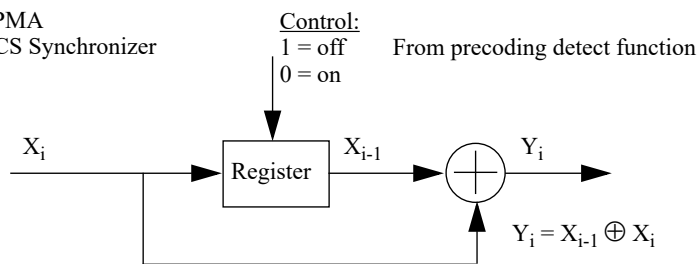 PMA
CS Synchronizer
Control:
1 = off
0 = on
From precoding detect function
Xi
Register
Xi-1
Yi
Yi = Xi-1 ⊕ Xi